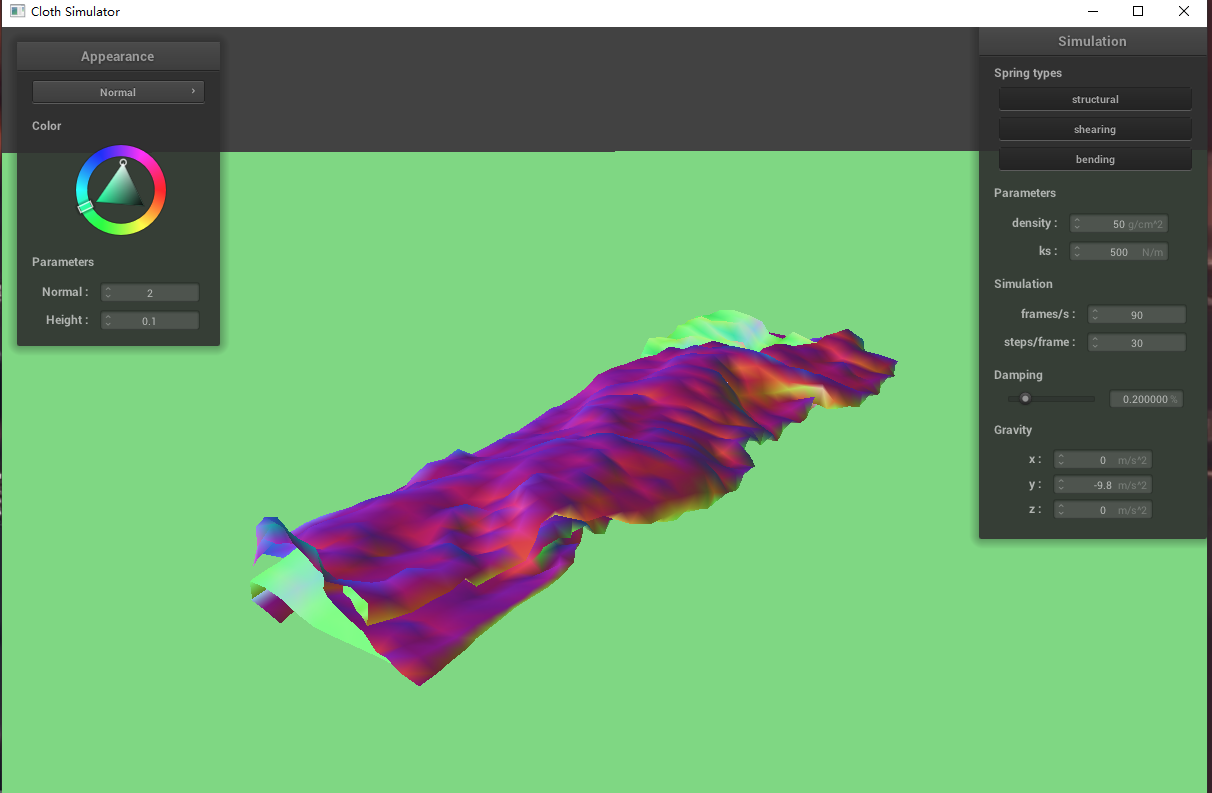 Cloth Simulator
Appearance
Normal
Color
Parameters
Normal : 2
Height : 0.1
Simulation
Spring types
structural
shearing
bending
Parameters
density : 50 g/cm^2
ks : 500 N/m
Simulation
frames/s : 90
steps/frame : 30
Damping
0.200000 %
Gravity
x : 0 m/s^2
y : -9.8 m/s^2
z : 0 m/s^2